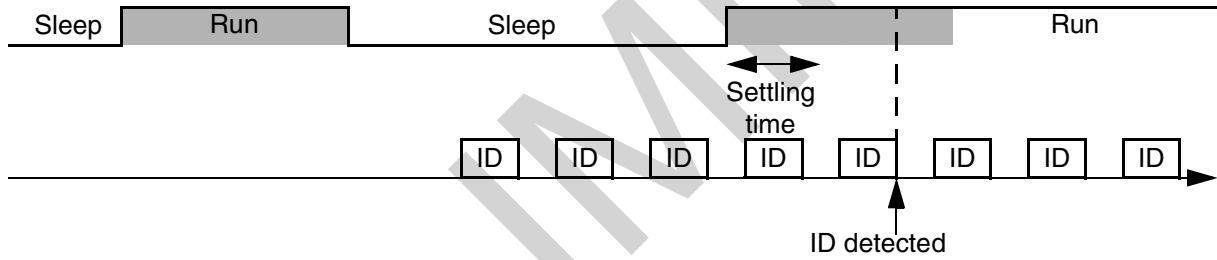 Sleep Run Sleep Run
Settling
time
ID ID ID ID ID ID ID ID
ID detected